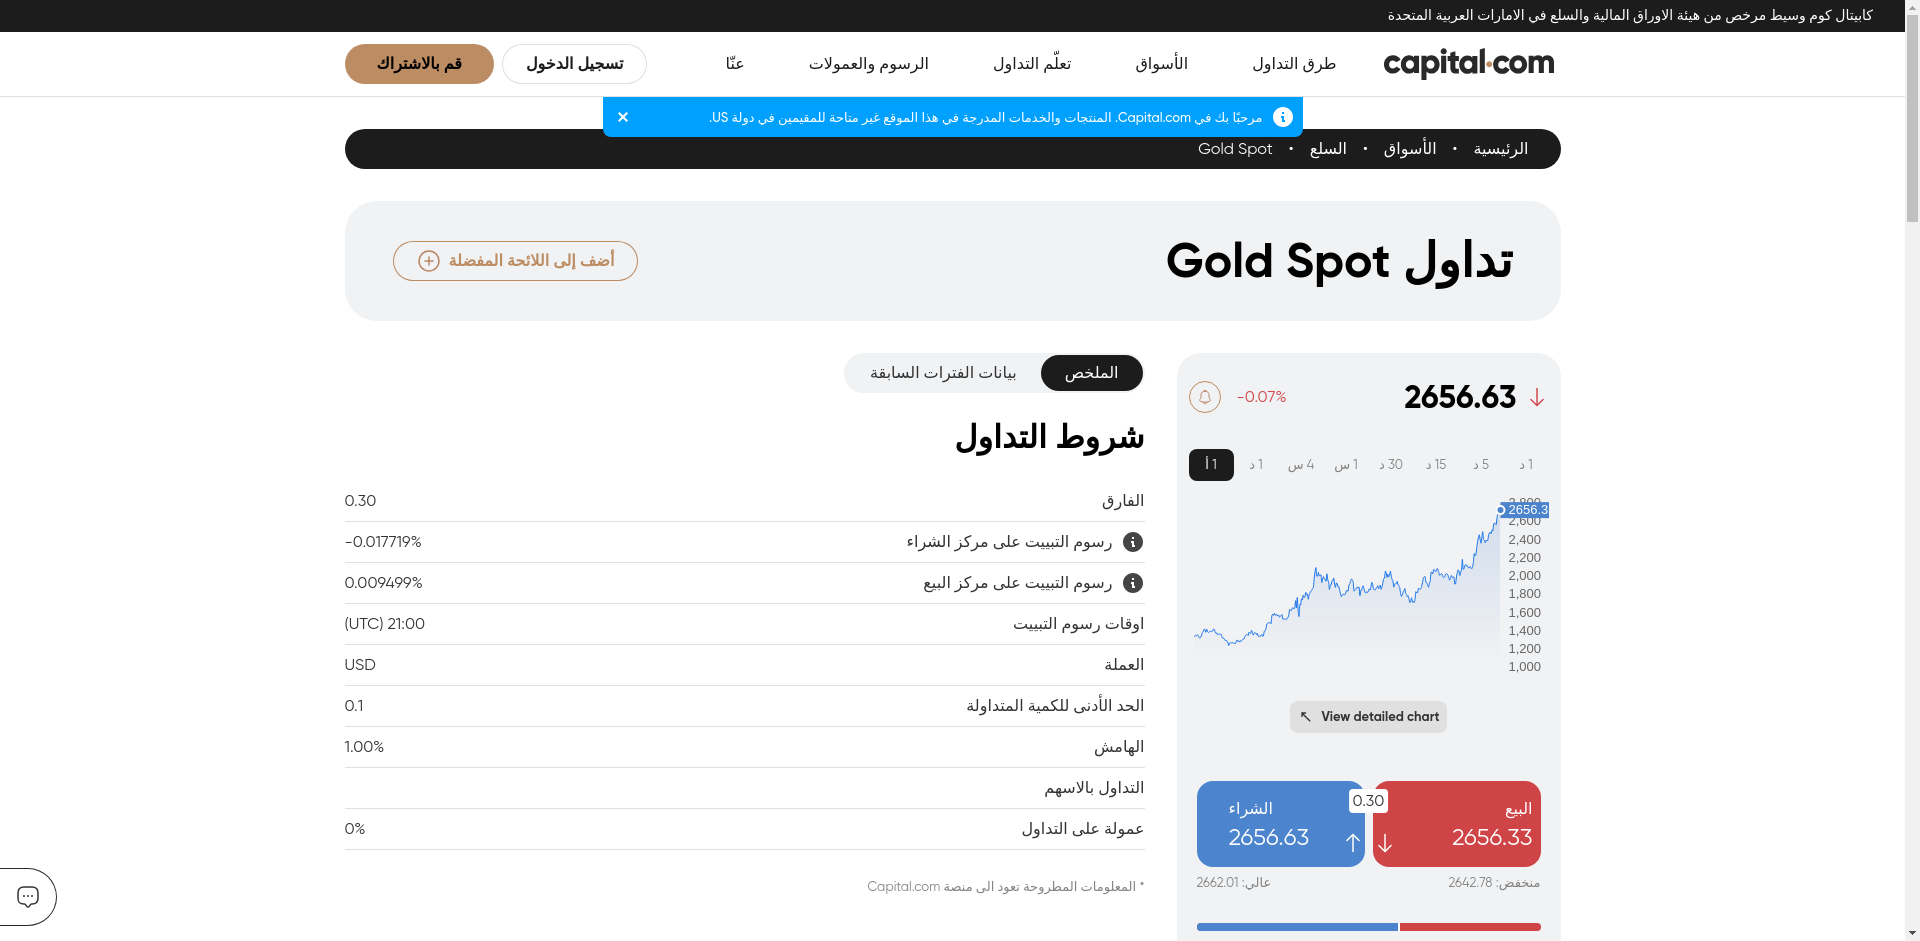 كابيتال كوم وسيط مرخص من هيئة الاوراق المالية والسلع في الامارات العربية المتحدة
capital.com
طرق التداول
الأسواق
تعلّم التداول
الرسوم والعمولات
عنّا
تسجيل الدخول
قم بالاشتراك
مرحبًا بك في Capital.com. المنتجات والخدمات المدرجة في هذا الموقع غير متاحة للمقيمين في دولة US.
الرئيسية • الأسواق • السلع • Gold Spot
تداول Gold Spot
أضف إلى اللائحة المفضلة
2656.63
-0.07%
1 د
5 د
15 د
30 د
1 س
4 س
1 د
1 أ
2,800
2656.3
2,600
2,400
2,200
2,000
1,800
1,600
1,400
1,200
1,000
View detailed chart
البيع
2656.33
0.30
الشراء
2656.63
منخفض: 2642.78
عالي: 2662.01
الملخص
بيانات الفترات السابقة
شروط التداول
الفارق 0.30
رسوم التبييت على مركز الشراء -0.017719%
رسوم التبييت على مركز البيع 0.009499%
اوقات رسوم التبييت 21:00 (UTC)
العملة USD
الحد الأدنى للكمية المتداولة 0.1
الهامش 1.00%
التداول بالاسهم
عمولة على التداول 0%
* المعلومات المطروحة تعود الى منصة Capital.com